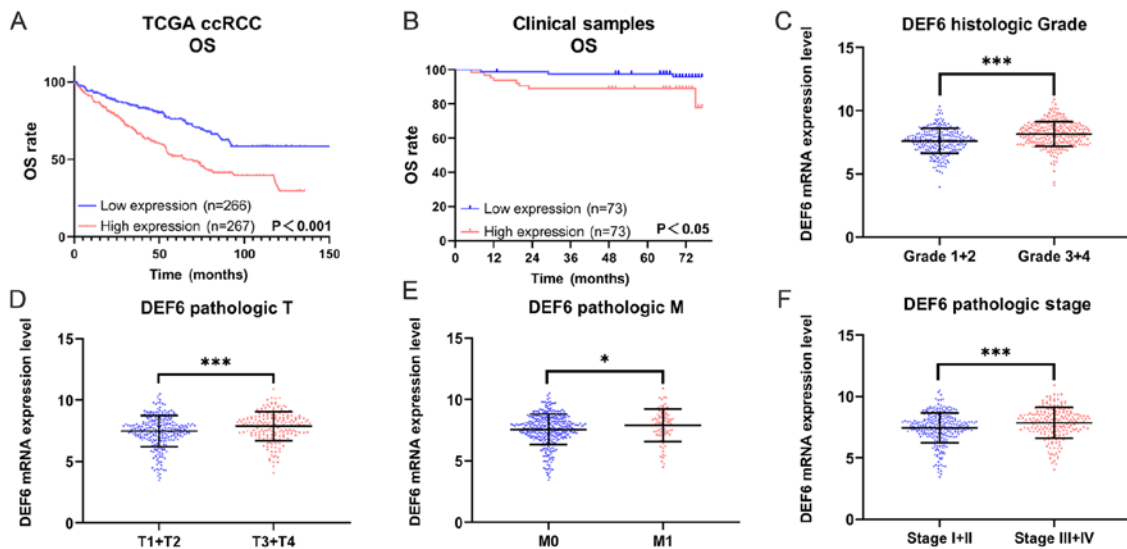 A
TCGA ccRCC
OS
OS rate
100
50
0
Low expression (n=266)
High expression (n=267)
P<0.001
0
50
100
150
Time (months)
B
Clinical samples
OS
OS rate
100
80
60
40
20
0
Low expression (n=73)
High expression (n=73)
P<0.05
0
12
24
36
48
60
72
Time (months)
C
DEF6 histologic Grade
DEF6 mRNA expression level
15
10
5
0
***
Grade 1+2
Grade 3+4
D
DEF6 pathologic T
DEF6 mRNA expression level
15
10
5
0
***
T1+T2
T3+T4
E
DEF6 pathologic M
DEF6 mRNA expression level
15
10
5
0
*
M0
M1
F
DEF6 pathologic stage
DEF6 mRNA expression level
15
10
5
0
***
Stage I+II
Stage III+IV